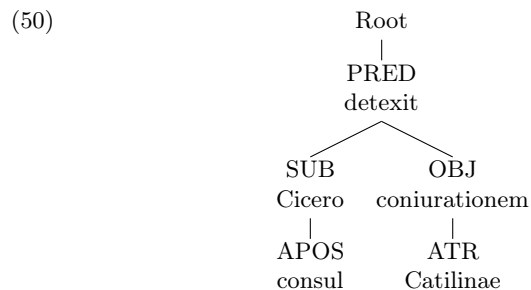 (50) Root
PRED
detexit
SUB OBJ
Cicero coniurationem
APOS ATR
consul Catilinae